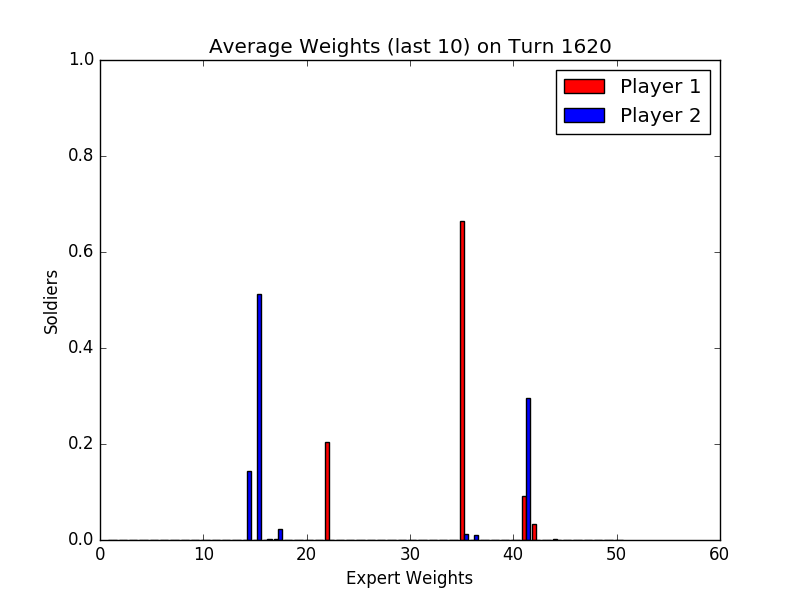 Average Weights (last 10) on Turn 1620
1.0
0.8
0.6
0.4
0.2
0.0
Soldiers
0 10 20 30 40 50 60
Expert Weights
Player 1
Player 2